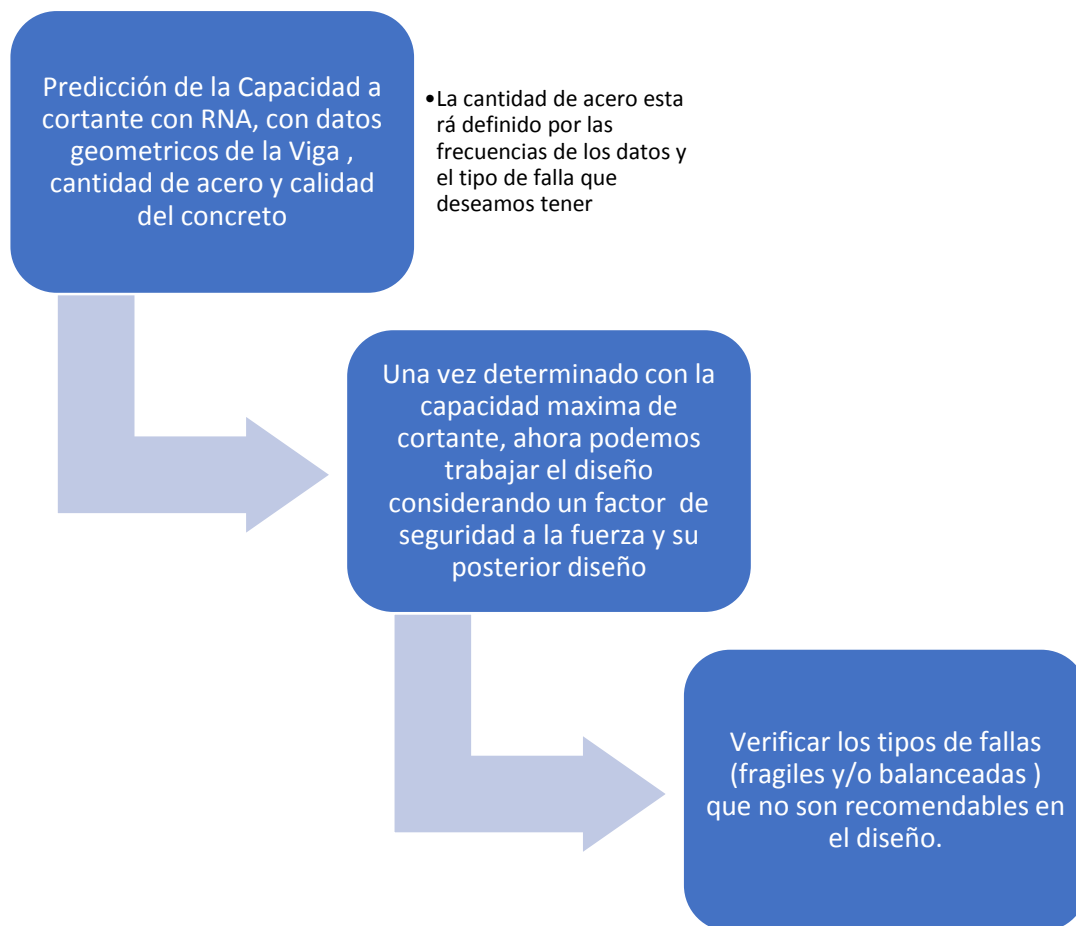 Predicción de la Capacidad a
cortante con RNA, con datos
geometricos de la Viga ,
cantidad de acero y calidad
del concreto
•La cantidad de acero esta
rá definido por las
frecuencias de los datos y
el tipo de falla que
deseamos tener
Una vez determinado con la
capacidad maxima de
cortante, ahora podemos
trabajar el diseño
considerando un factor de
seguridad a la fuerza y su
posterior diseño
Verificar los tipos de fallas
(fragiles y/o balanceadas )
que no son recomendables en
el diseño.